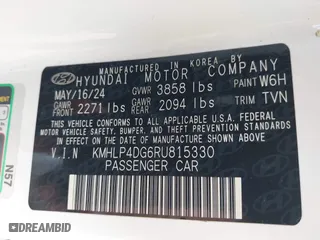 MANUFACTURED IN KOREA BY
HYUNDAI MOTOR COMPANY
MAY/16/24 GVWR 3858 lbs PAINT W6H
GAWR FRONT 2271 lbs GAWR REAR 2094 lbs TRIM TVN
THIS VEHICLE CONFORMS TO ALL APPLICABLE
U.S.A. FEDERAL MOTOR VEHICLE SAFETY, BUMPER,
AND THEFT PREVENTION STANDARDS IN EFFECT ON
THE DATE OF MANUFACTURE SHOWN ABOVE.
V.I.N KMHLP4DG6RU815330
PASSENGER CAR
N57
DREAMBID